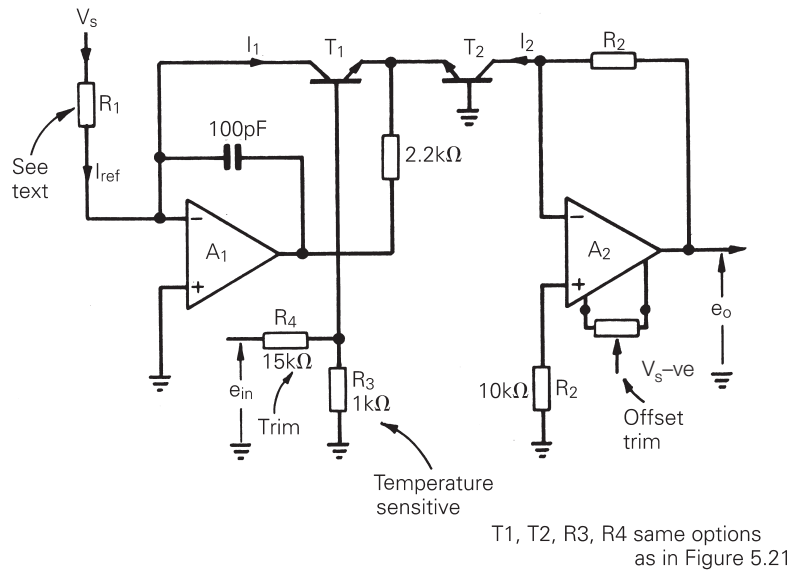 Vs
I1
T1
T2
I2
R2
R1
100pF
See
text
Iref
2.2kΩ
−
A1
+
−
A2
+
R4
15kΩ
ein
Trim
R3
1kΩ
10kΩ
R2
Vs–ve
eo
Offset
trim
Temperature
sensitive
T1, T2, R3, R4 same options
as in Figure 5.21